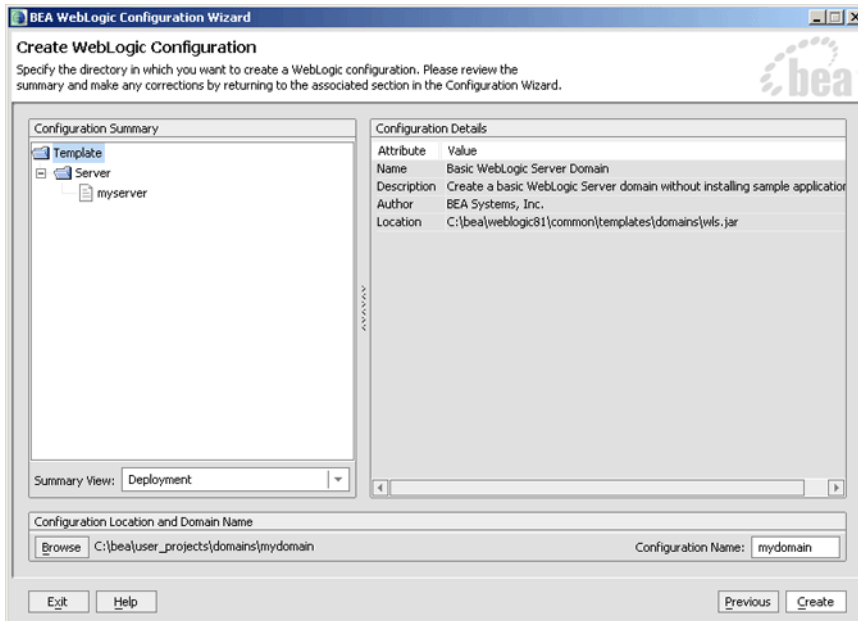 BEA WebLogic Configuration Wizard
Create WebLogic Configuration
Specify the directory in which you want to create a WebLogic configuration. Please review the
summary and make any corrections by returning to the associated section in the Configuration Wizard.
bea
Configuration Summary
Template
Server
myserver
Summary View: Deployment
Configuration Details
Attribute Value
Name Basic WebLogic Server Domain
Description Create a basic WebLogic Server domain without installing sample application
Author BEA Systems, Inc.
Location C:\bea\weblogic81\common\templates\domains\wls.jar
Configuration Location and Domain Name
Browse C:\bea\user_projects\domains\mydomain Configuration Name: mydomain
Exit Help Previous Create